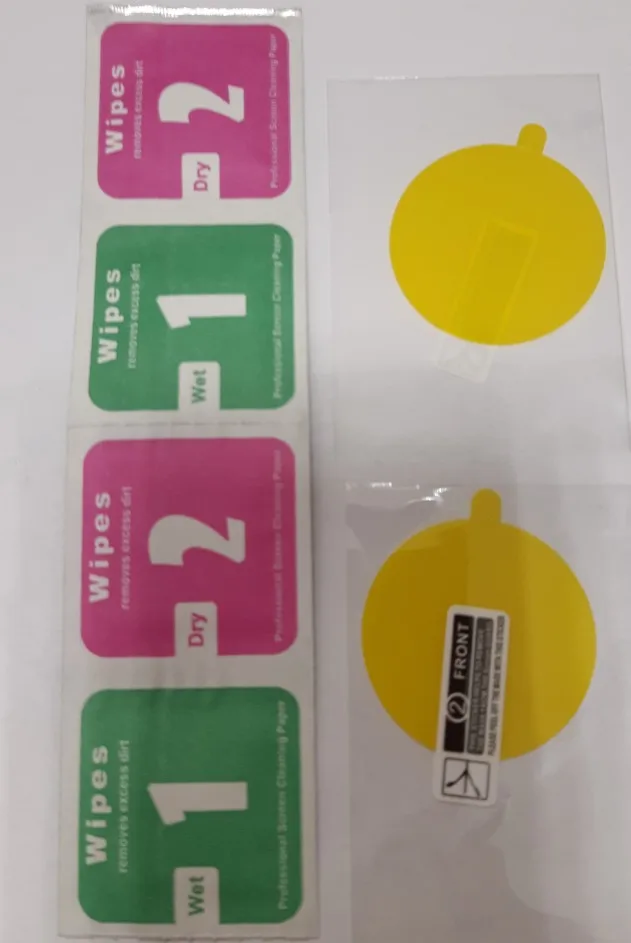 Wipes
removes excess dirt
2
Dry
Professional Screen Cleaning Paper
Wipes
removes excess dirt
1
Wet
Professional Screen Cleaning Paper
Wipes
removes excess dirt
2
Dry
Professional Screen Cleaning Paper
Wipes
removes excess dirt
1
Wet
Professional Screen Cleaning Paper
2 FRONT
PLEASE PEEL OFF THE MASK WITH THIS STICKER